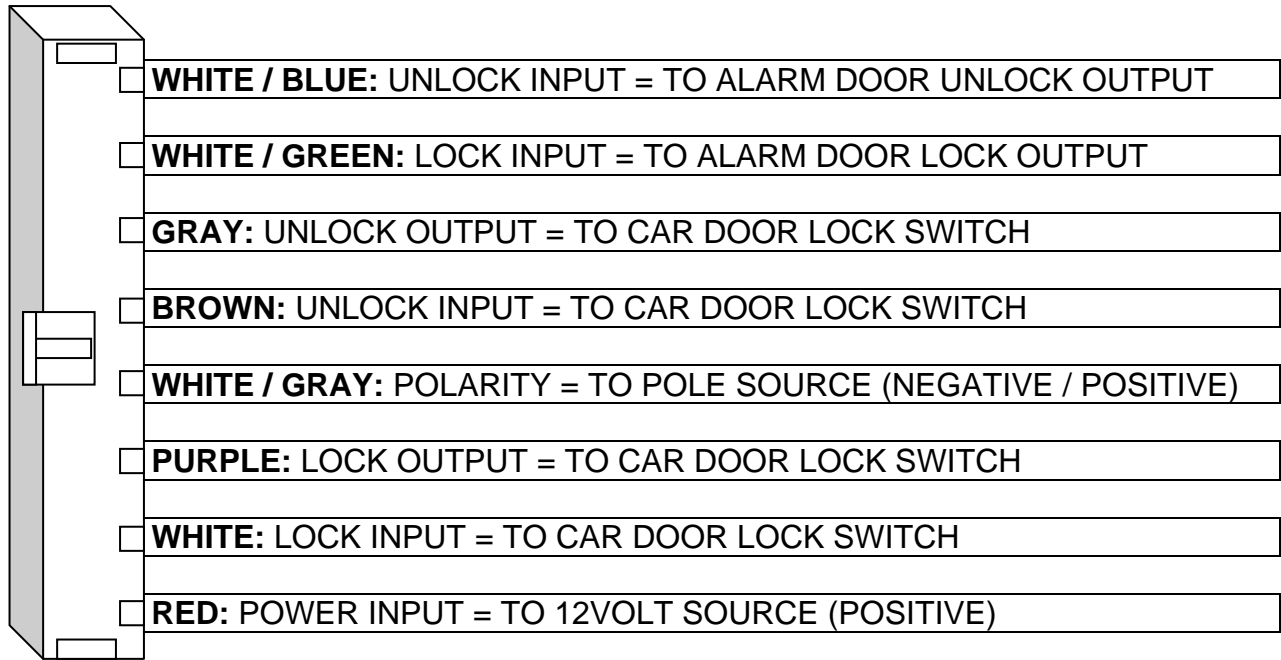 WHITE / BLUE: UNLOCK INPUT = TO ALARM DOOR UNLOCK OUTPUT
WHITE / GREEN: LOCK INPUT = TO ALARM DOOR LOCK OUTPUT
GRAY: UNLOCK OUTPUT = TO CAR DOOR LOCK SWITCH
BROWN: UNLOCK INPUT = TO CAR DOOR LOCK SWITCH
WHITE / GRAY: POLARITY = TO POLE SOURCE (NEGATIVE / POSITIVE)
PURPLE: LOCK OUTPUT = TO CAR DOOR LOCK SWITCH
WHITE: LOCK INPUT = TO CAR DOOR LOCK SWITCH
RED: POWER INPUT = TO 12VOLT SOURCE (POSITIVE)